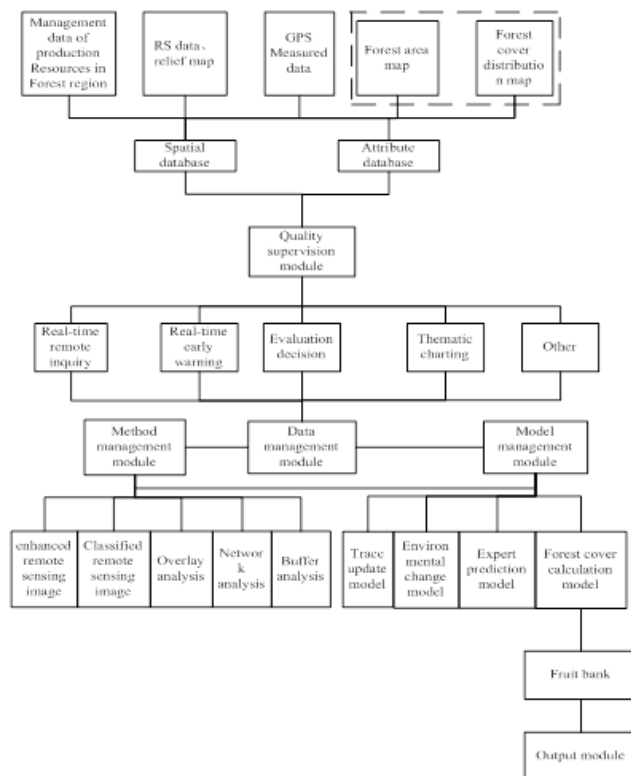 Management
data of
production
Resources in
Forest region
RS data、
relief map
GPS
Measured
data
Forest area
map
Forest
cover
distributio
n map
Spatial
database
Attribute
database
Quality
supervision
module
Real-time
remote
inquiry
Real-time
early
warning
Evaluation
decision
Thematic
charting
Other
Method
management
module
Data
management
module
Model
management
module
enhanced
remote
sensing
image
Classified
remote
sensing
image
Overlay
analysis
Networ
k
analysis
Buffer
analysis
Trace
update
model
Environ
mental
change
model
Expert
prediction
model
Forest cover
calculation
model
Fruit bank
Output module